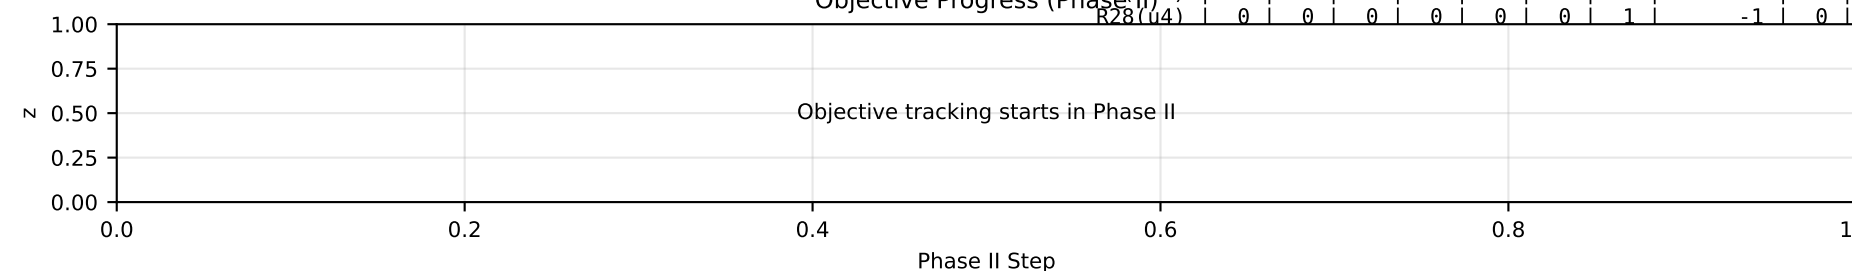 Objective Progress (Phase II)
R28(u4) | 0 | 0 | 0 | 0 | 0 | 0 | 1 | -1 | 0 |
1.00
0.75
z 0.50 Objective tracking starts in Phase II
0.25
0.00
0.0 0.2 0.4 0.6 0.8 1
Phase II Step